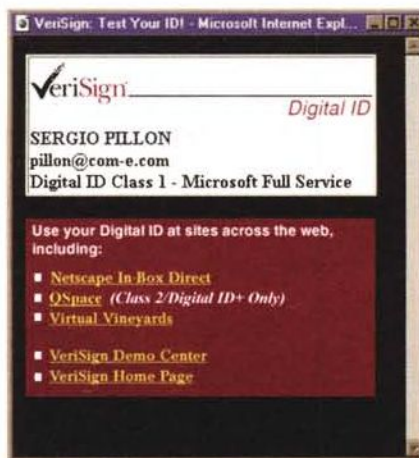 VeriSign: Test Your ID! - Microsoft Internet Expl...
VeriSign
Digital ID
SERGIO PILLON
pillon@com-e.com
Digital ID Class 1 - Microsoft Full Service
Use your Digital ID at sites across the web,
including:
Netscape In-Box Direct
QSpace (Class 2/Digital ID+ Only)
Virtual Vineyards
VeriSign Demo Center
VeriSign Home Page